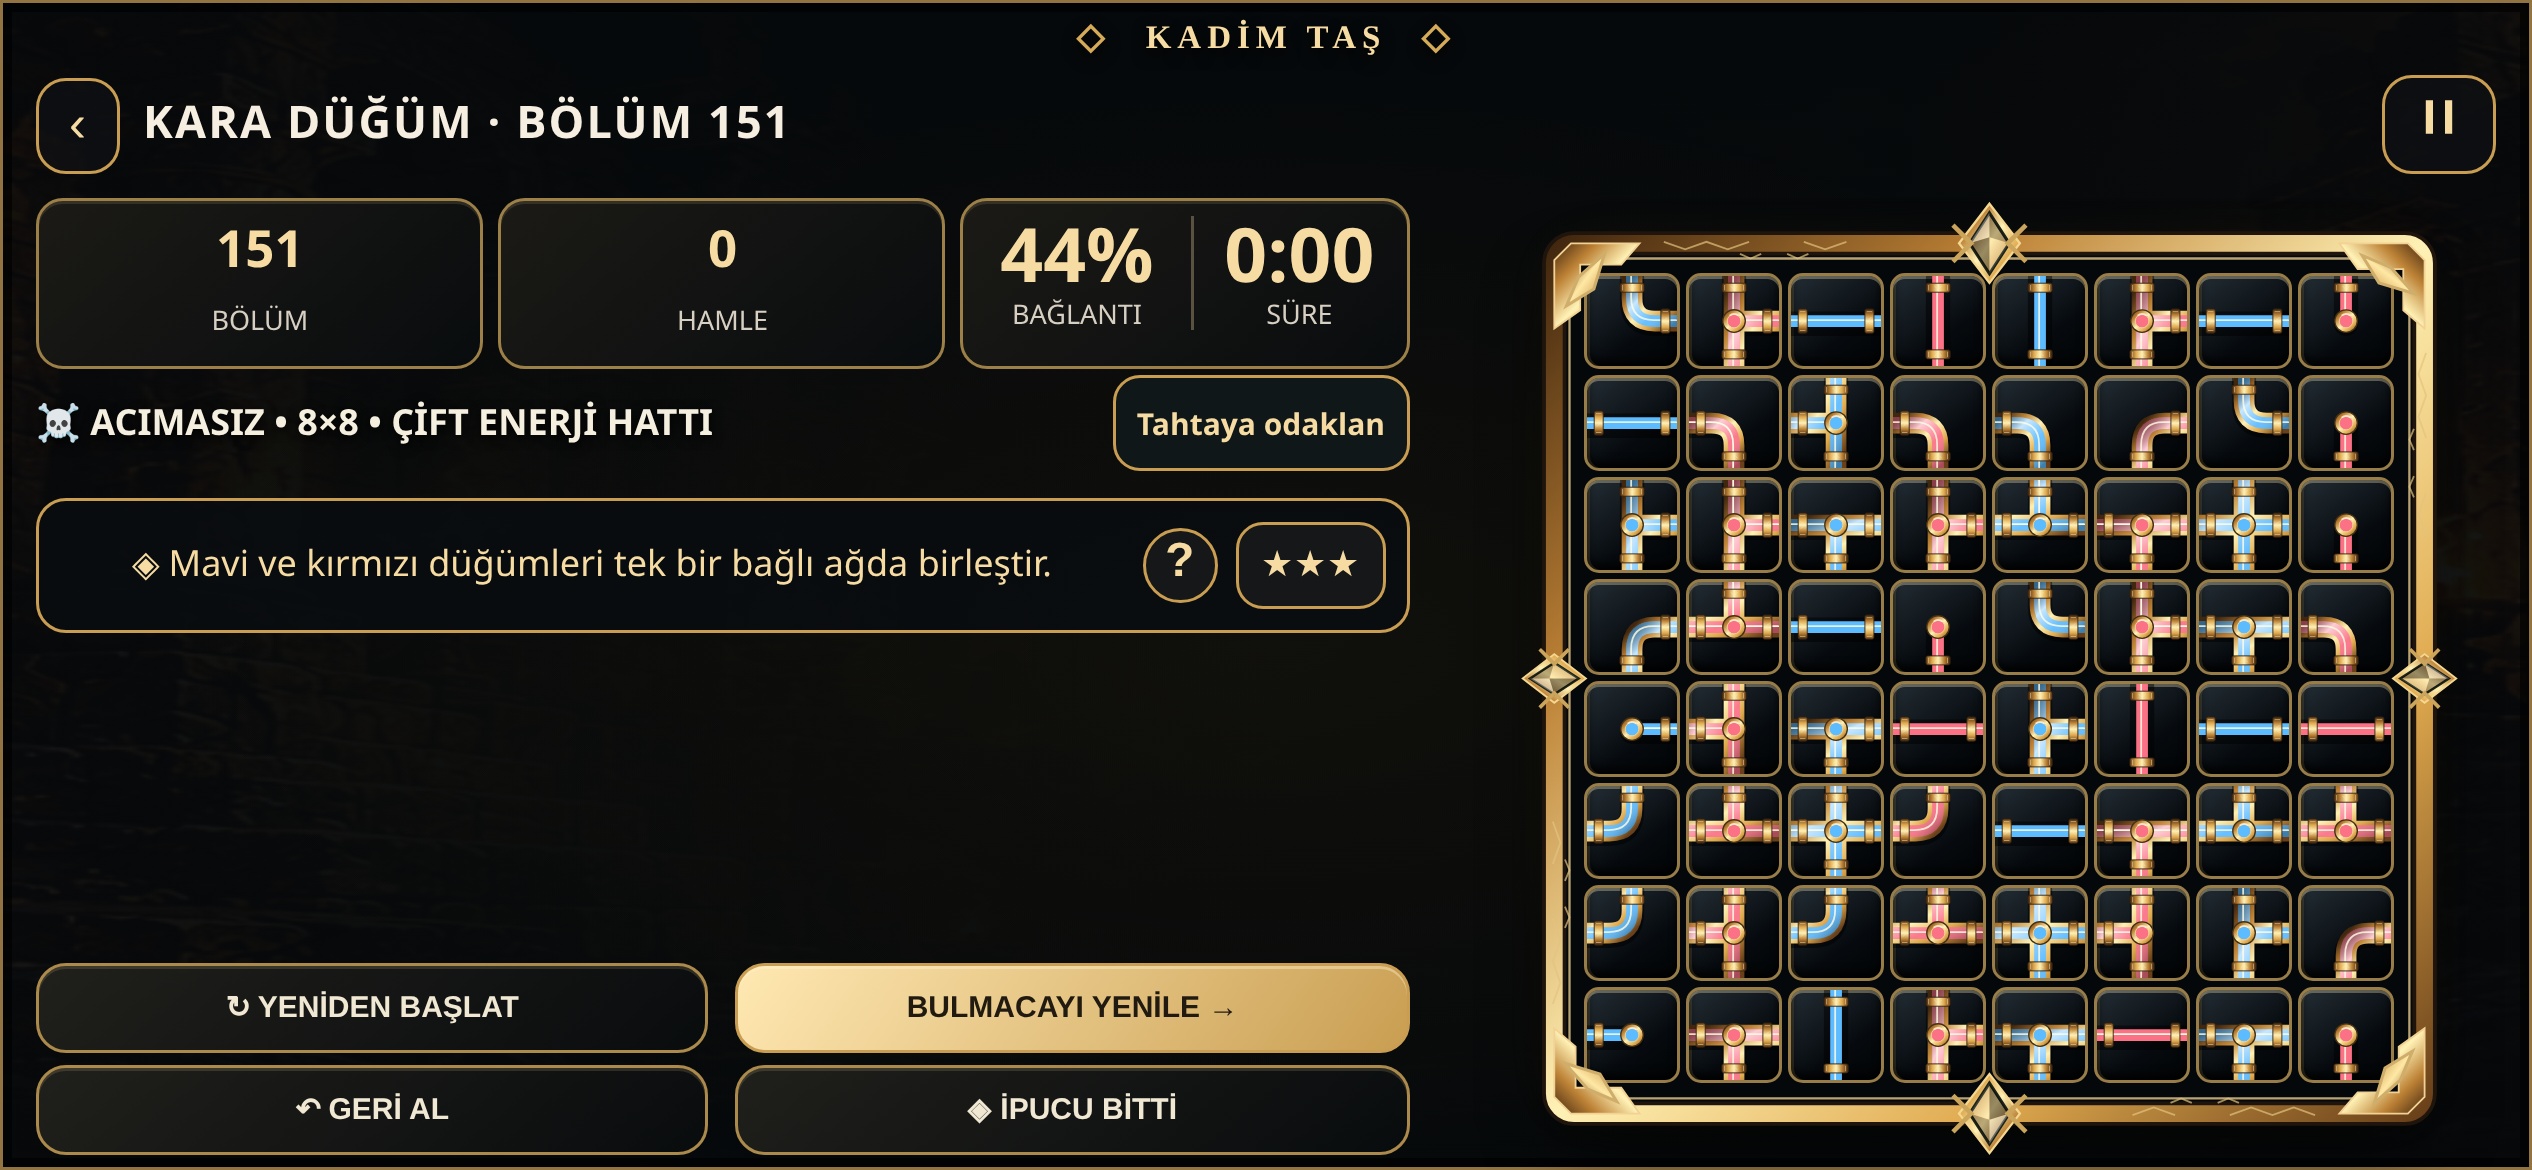 KADİM TAŞ
‹ KARA DÜĞÜM · BÖLÜM 151
151
BÖLÜM
0
HAMLE
44%
BAĞLANTI
0:00
SÜRE
☠ ACIMASIZ • 8×8 • ÇİFT ENERJİ HATTI
Tahtaya odaklan
◈ Mavi ve kırmızı düğümleri tek bir bağlı ağda birleştir.
?
★★★
↻ YENİDEN BAŞLAT
BULMACAYI YENİLE →
↶ GERİ AL
◈ İPUCU BİTTİ